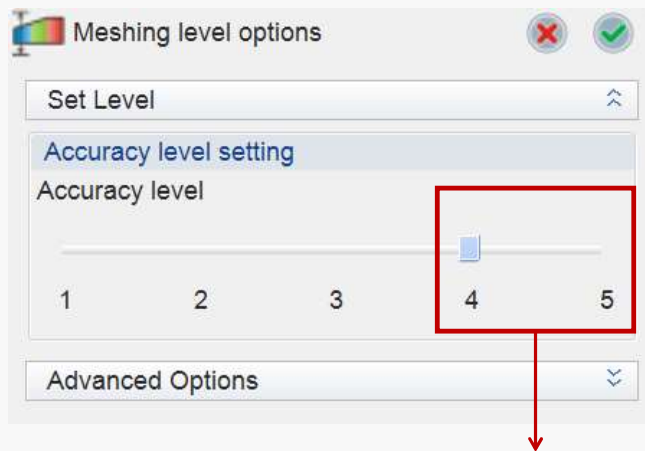 Meshing level options
Set Level
Accuracy level setting
Accuracy level
1 2 3 4 5
Advanced Options